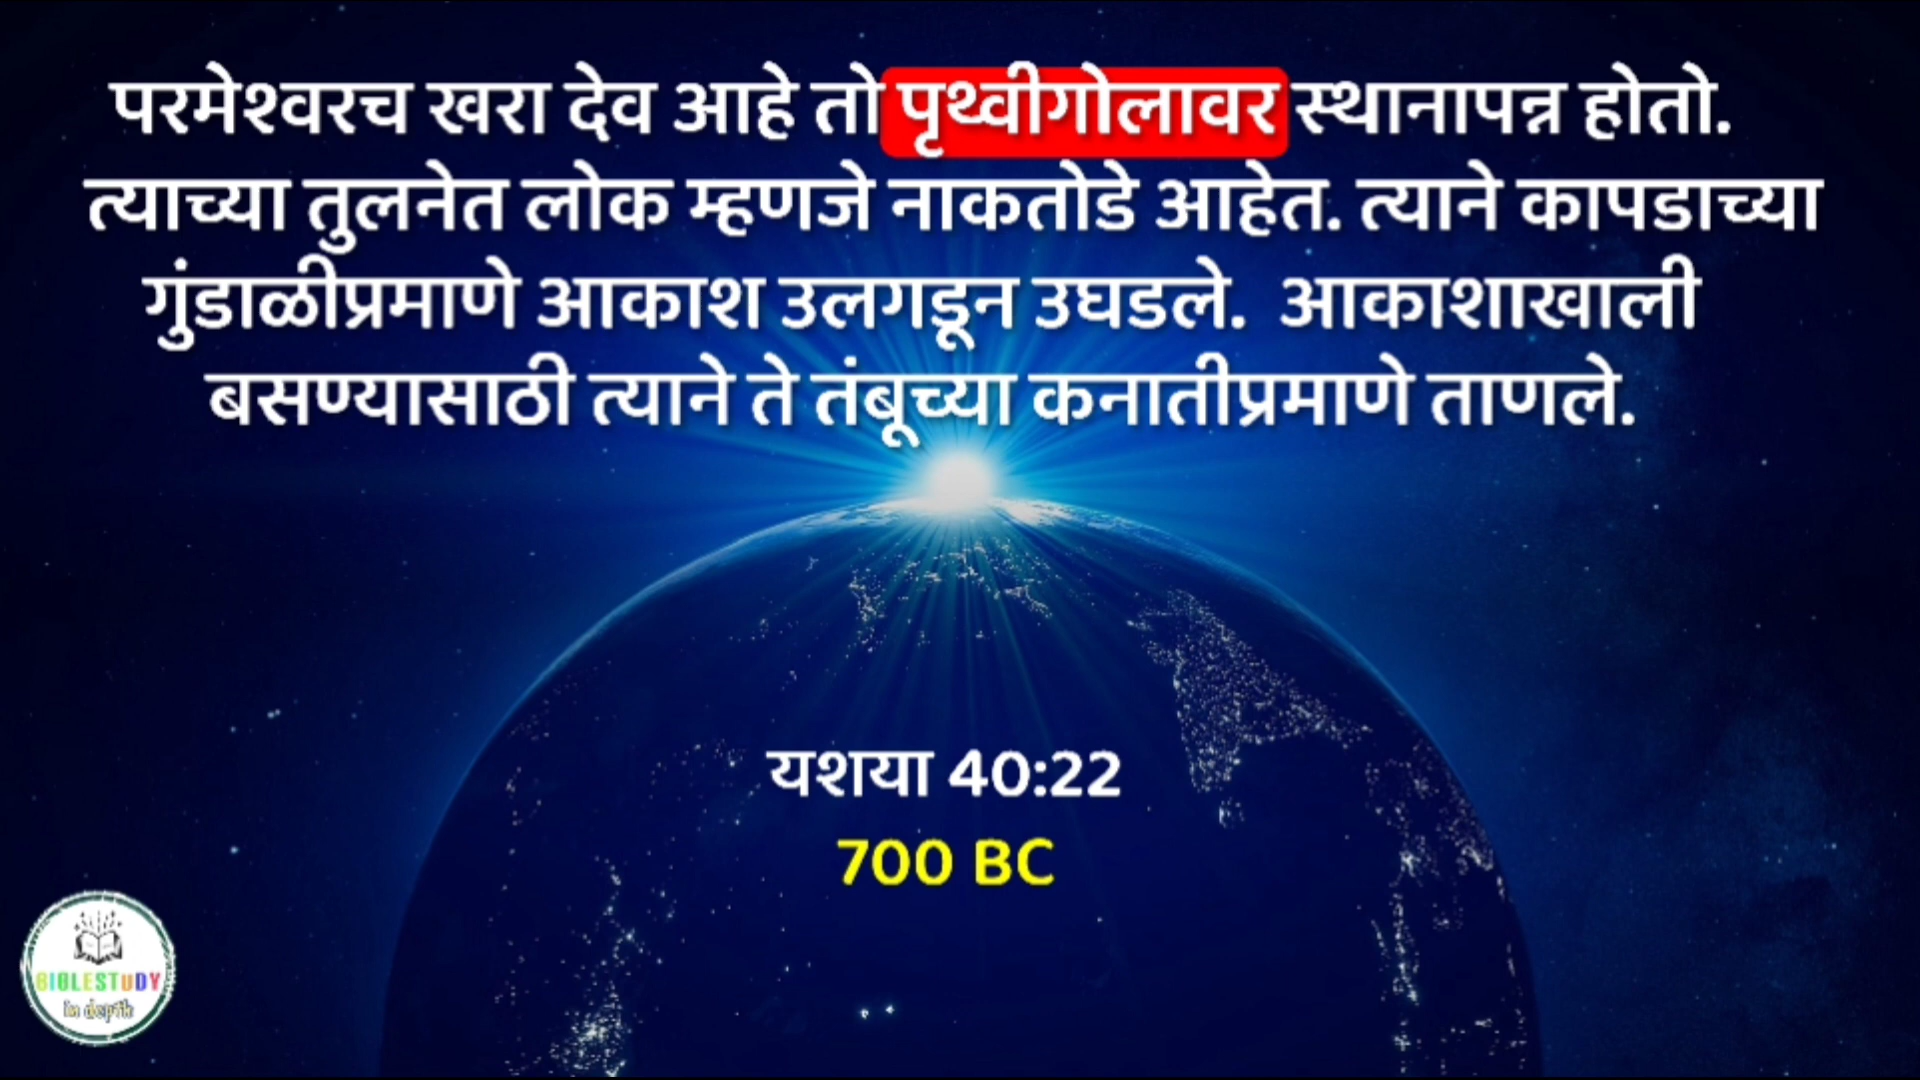 परमेश्वरच खरा देव आहे तो पृथ्वीगोलावर स्थानापन्न होतो.
त्याच्या तुलनेत लोक म्हणजे नाकतोडे आहेत. त्याने कापडाच्या
गुंडाळीप्रमाणे आकाश उलगडून उघडले. आकाशाखाली
बसण्यासाठी त्याने ते तंबूच्या कनातीप्रमाणे ताणले.
यशया 40:22
700 BC
BIBLESTUDY
in depth